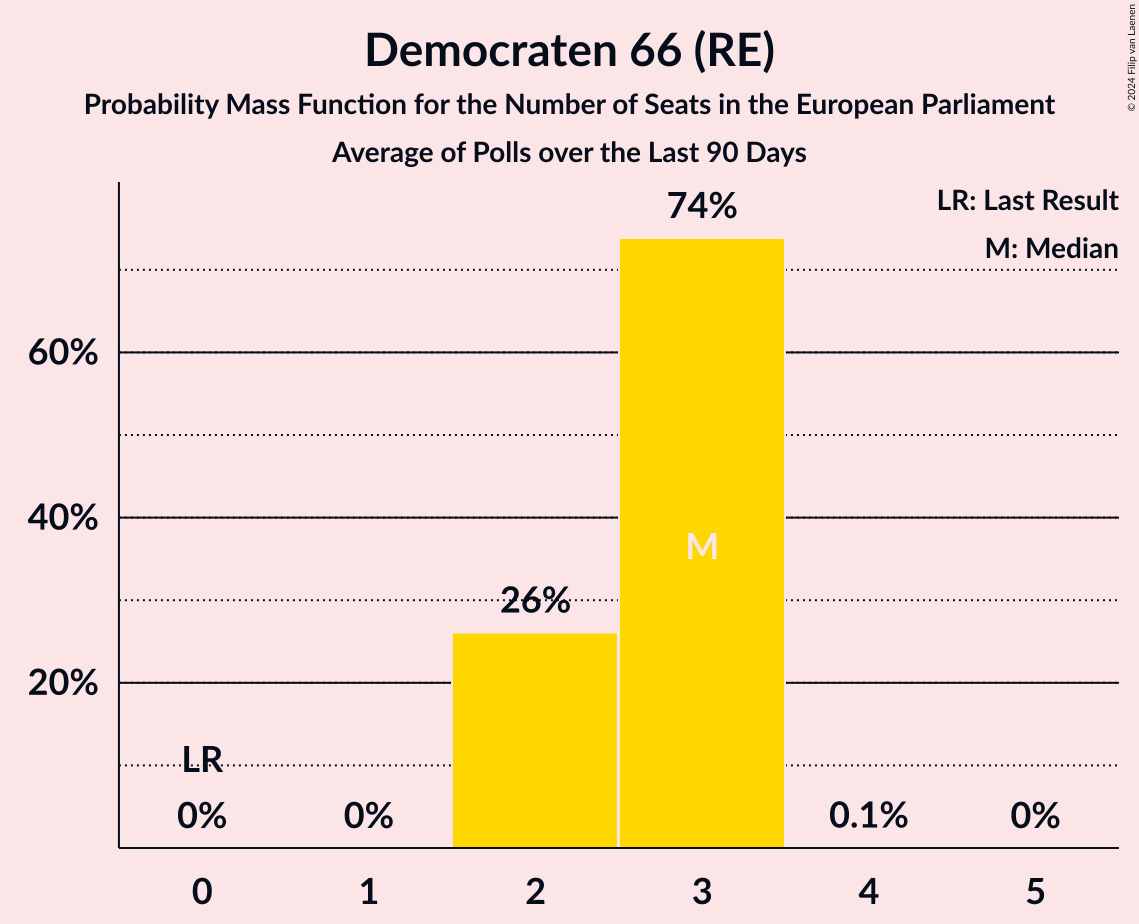 Democraten 66 (RE)
Probability Mass Function for the Number of Seats in the European Parliament
Average of Polls over the Last 90 Days
© 2024 Filip van Laenen
LR: Last Result
M: Median
74%
60%
40%
M
26%
20%
LR
0%
0%
0.1%
0%
0
1
2
3
4
5